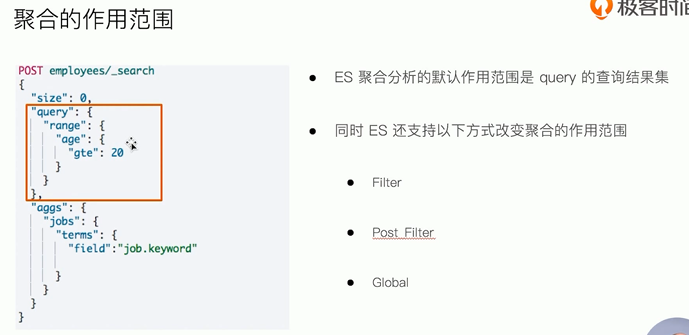 聚合的作用范围
极客时间
POST employees/_search
{
"size": 0,
"query": {
"range": {
"age": {
"gte": 20
}
}
},
"aggs": {
"jobs": {
"terms": {
"field":"job.keyword"
}
}
}
}
● ES 聚合分析的默认作用范围是 query 的查询结果集
● 同时 ES 还支持以下方式改变聚合的作用范围
● Filter
● Post Filter
● Global